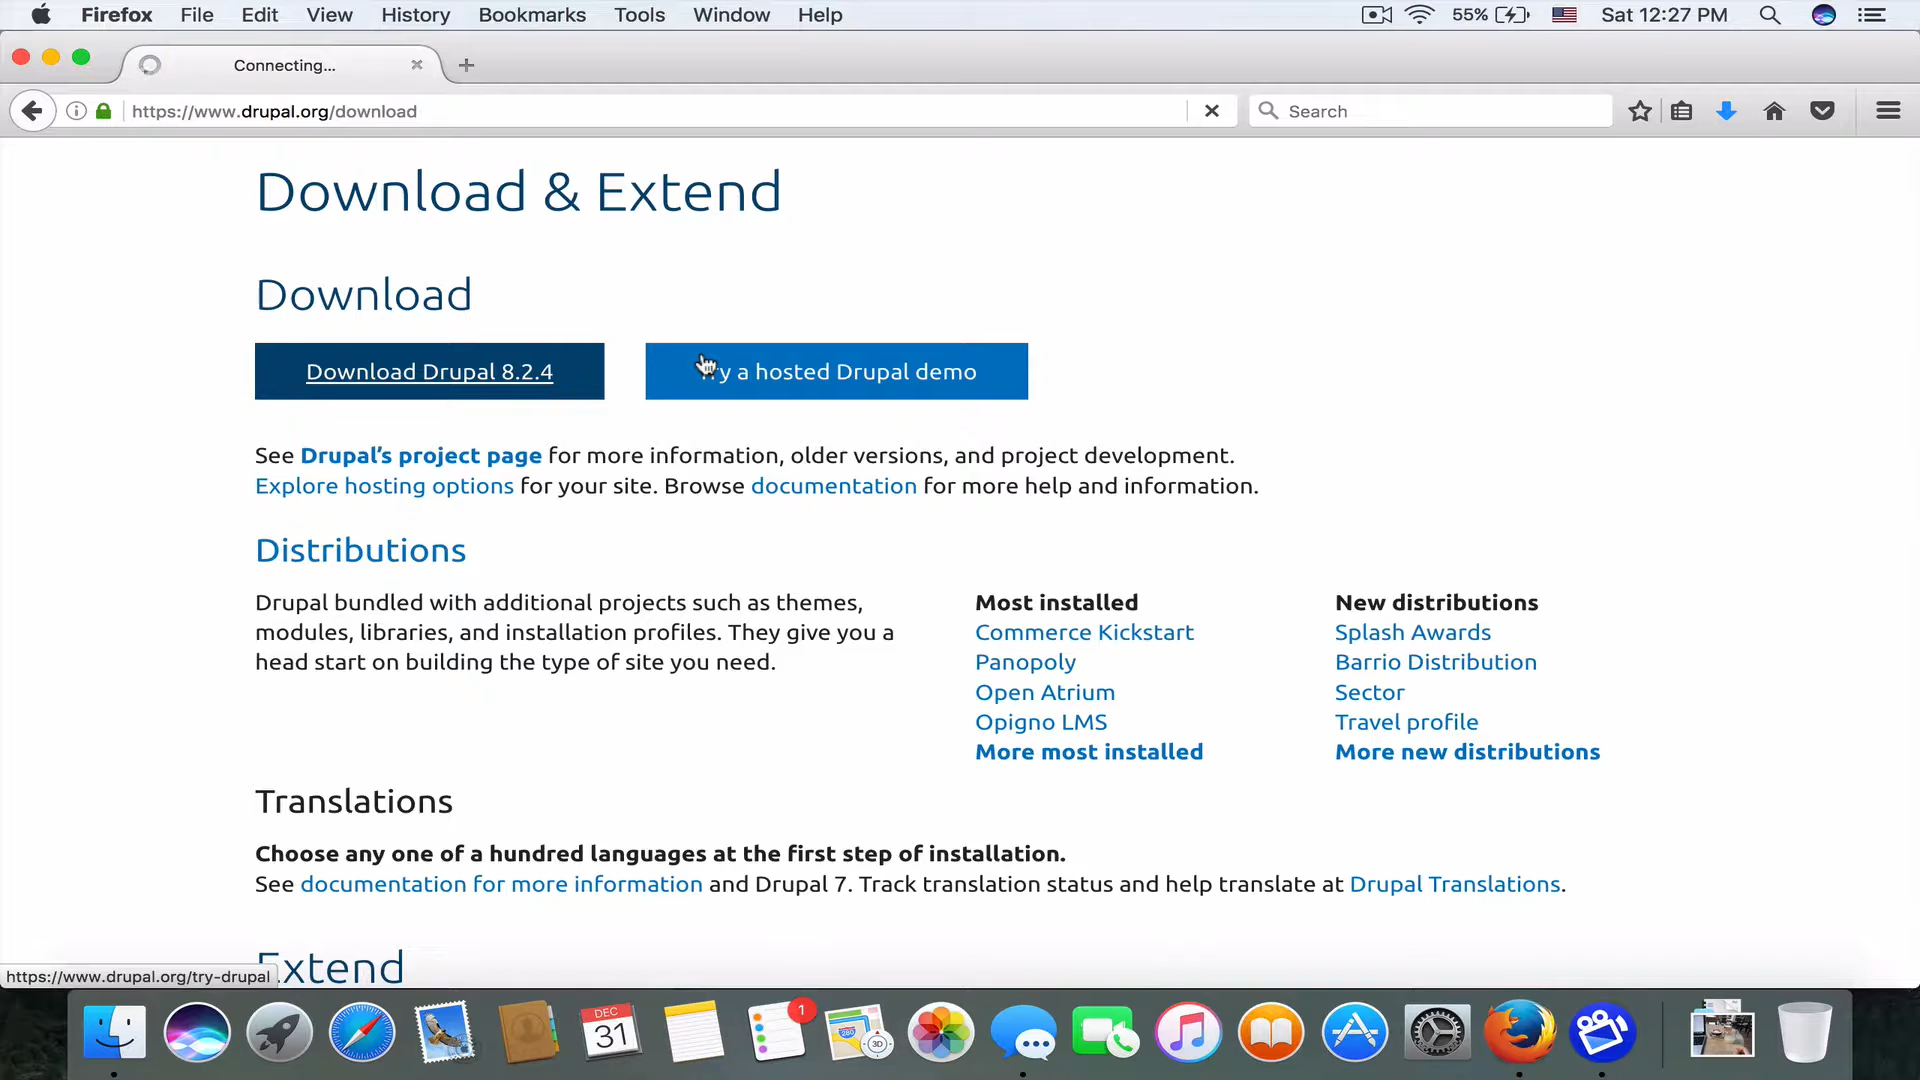 Firefox File Edit View History Bookmarks Tools Window Help 55% Sat 12:27 PM
Connecting...
https://www.drupal.org/download
Search
Download & Extend
Download
Download Drupal 8.2.4
Try a hosted Drupal demo
See Drupal’s project page for more information, older versions, and project development.
Explore hosting options for your site. Browse documentation for more help and information.
Distributions
Drupal bundled with additional projects such as themes,
modules, libraries, and installation profiles. They give you a
head start on building the type of site you need.
Most installed
Commerce Kickstart
Panopoly
Open Atrium
Opigno LMS
More most installed
New distributions
Splash Awards
Barrio Distribution
Sector
Travel profile
More new distributions
Translations
Choose any one of a hundred languages at the first step of installation.
See documentation for more information and Drupal 7. Track translation status and help translate at Drupal Translations.
Extend
https://www.drupal.org/try-drupal
DEC
31
1
280
3D